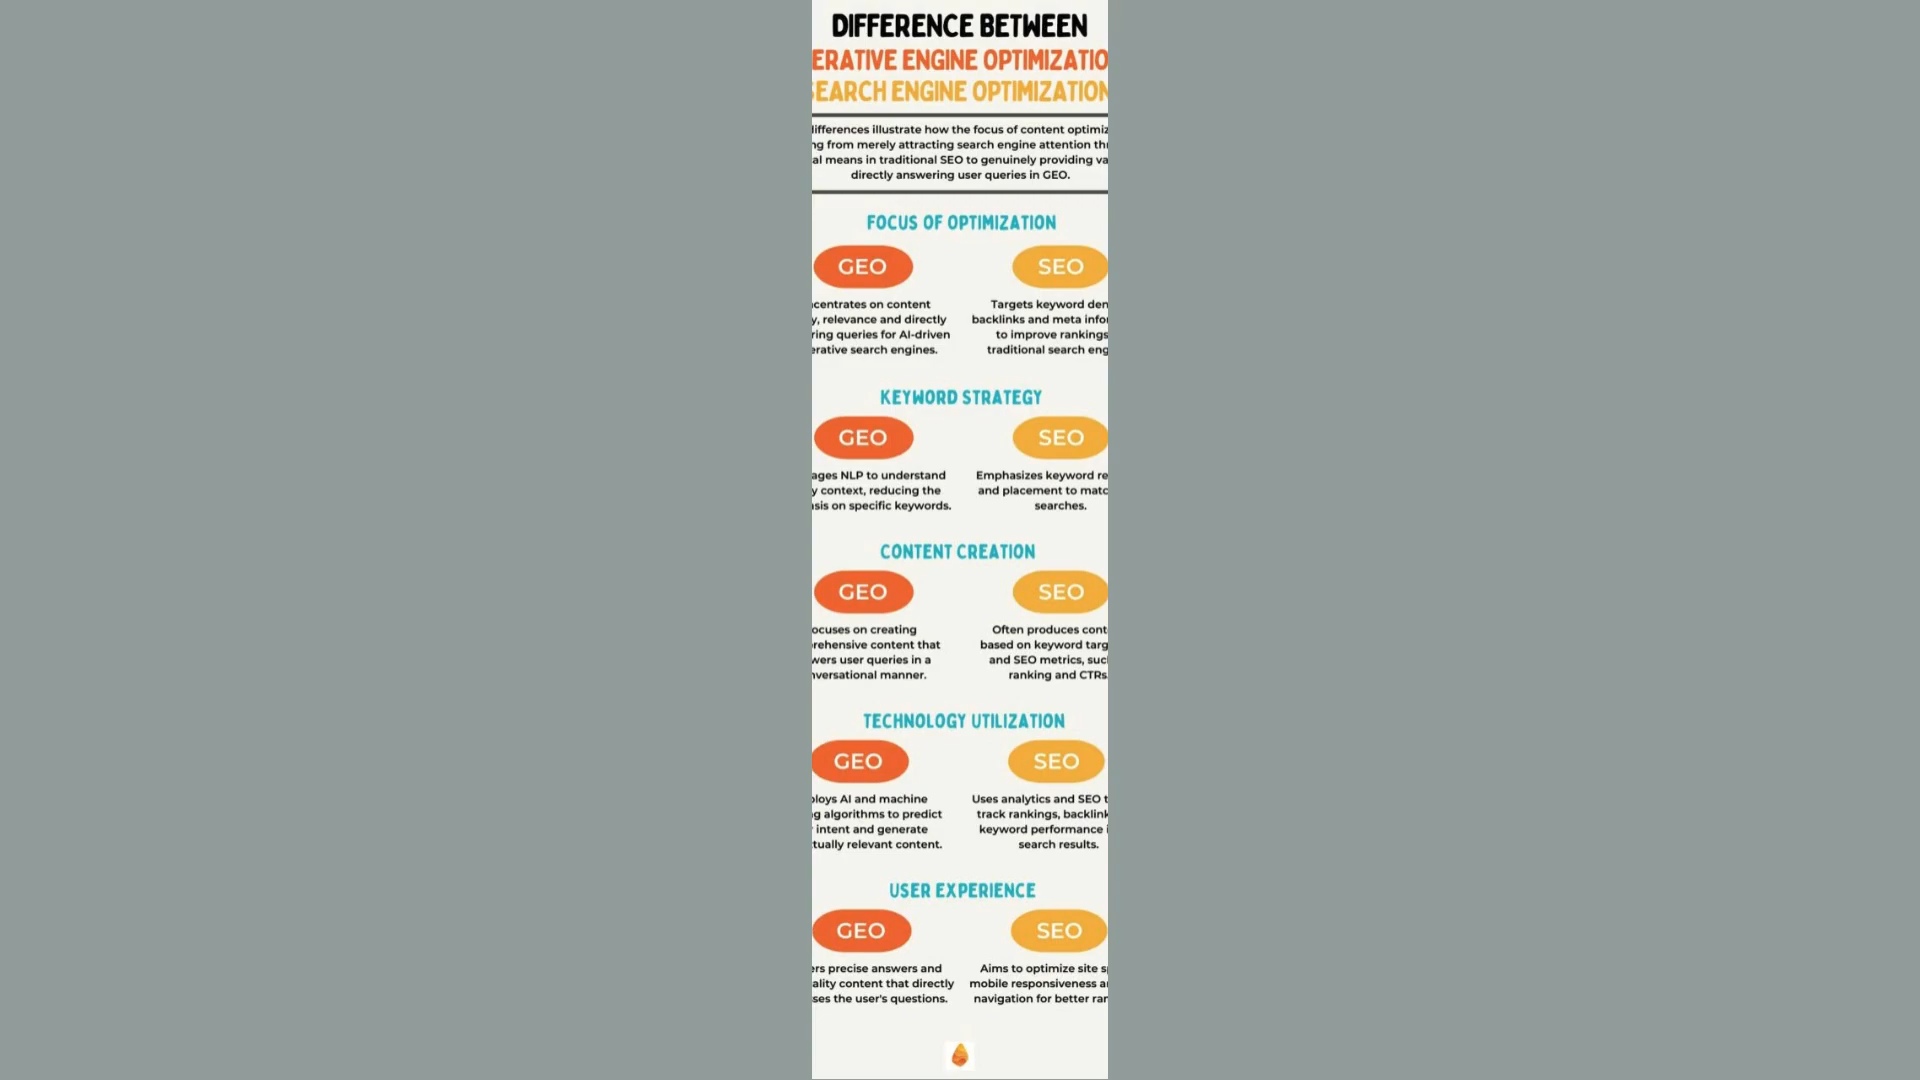 DIFFERENCE BETWEEN
ERATIVE ENGINE OPTIMIZATIO
SEARCH ENGINE OPTIMIZATION
ifferences illustrate how the focus of content optimiz
ng from merely attracting search engine attention thr
al means in traditional SEO to genuinely providing va
directly answering user queries in GEO.
FOCUS OF OPTIMIZATION
GEO
SEO
centrates on content
y, relevance and directly
ring queries for AI-driven
erative search engines.
Targets keyword den
backlinks and meta infor
to improve rankings
traditional search eng
KEYWORD STRATEGY
GEO
SEO
ages NLP to understand
y context, reducing the
asis on specific keywords.
Emphasizes keyword re
and placement to matc
searches.
CONTENT CREATION
GEO
SEO
ocuses on creating
rehensive content that
wers user queries in a
nversational manner.
Often produces cont
based on keyword targ
and SEO metrics, suc
ranking and CTRs
TECHNOLOGY UTILIZATION
GEO
SEO
loys AI and machine
g algorithms to predict
intent and generate
tually relevant content.
Uses analytics and SEO t
track rankings, backlink
keyword performance i
search results.
USER EXPERIENCE
GEO
SEO
ers precise answers and
ality content that directly
ses the user's questions.
Aims to optimize site s
mobile responsiveness a
navigation for better ran